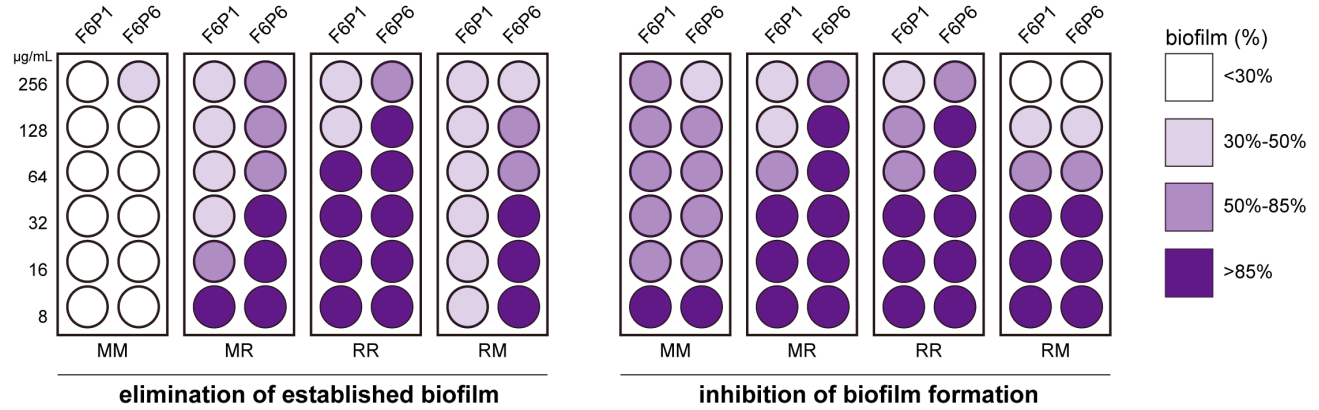 F6P1 F6P6 F6P1 F6P6 F6P1 F6P6 F6P1 F6P6 F6P1 F6P6 F6P1 F6P6 F6P1 F6P6 F6P1 F6P6
µg/mL
256
128
64
32
16
8
MM MR RR RM MM MR RR RM
elimination of established biofilm inhibition of biofilm formation
biofilm (%)
<30%
30%-50%
50%-85%
>85%